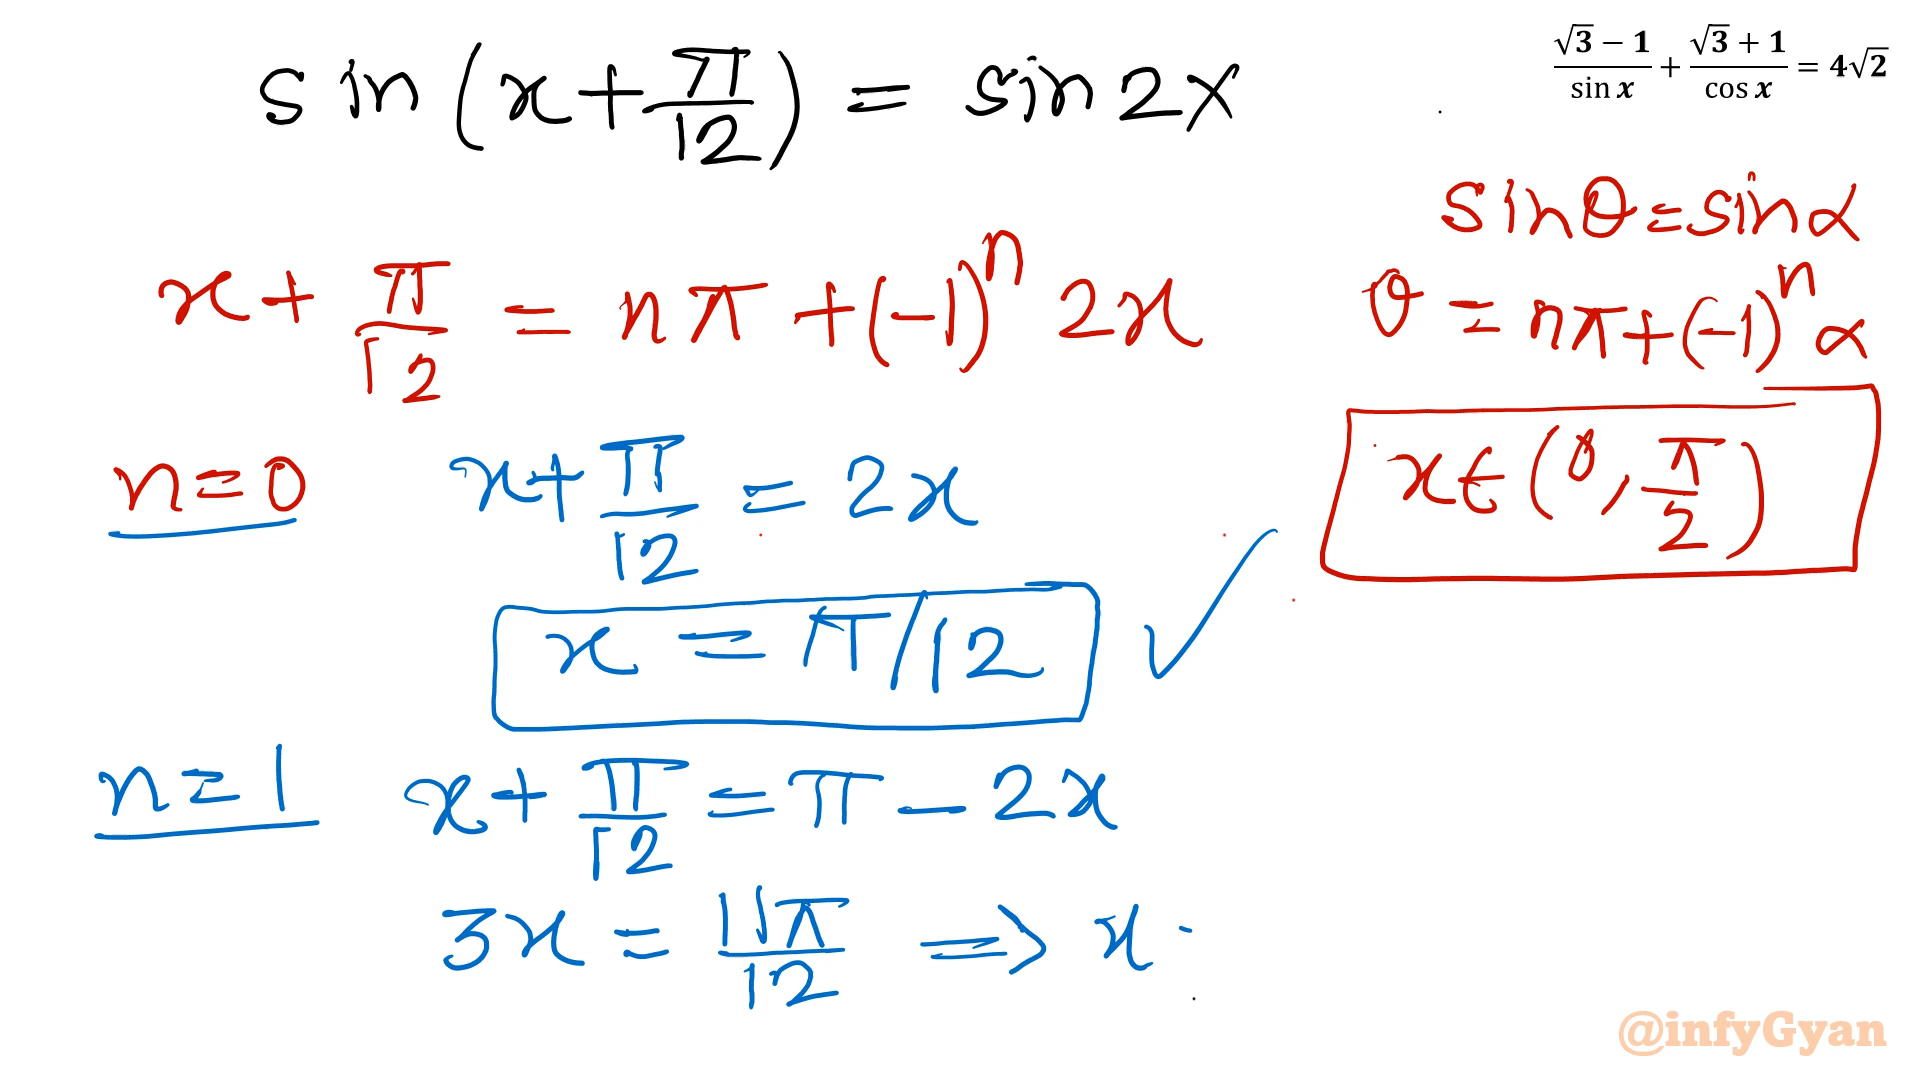 sin(x + π/12) = sin 2x
(√3 − 1)/sin x + (√3 + 1)/cos x = 4√2
sinθ = sinα
θ = nπ + (−1)^n α
x + π/12 = nπ + (−1)^n 2x
x ∈ (0, π/2)
n = 0 x + π/12 = 2x
x = π/12 ✓
n = 1 x + π/12 = π − 2x
3x = 11π/12 ⇒ x -
@infyGyan